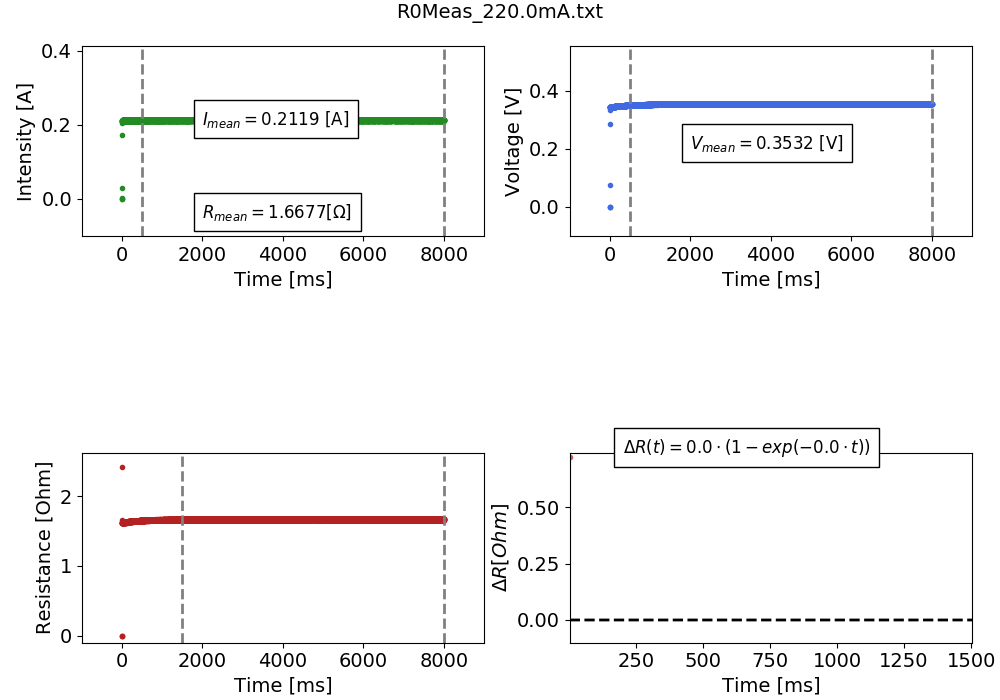 R0Meas_220.0mA.txt
Intensity [A]
0.4
0.2
0.0
I_mean = 0.2119 [A]
R_mean = 1.6677[Ω]
0 2000 4000 6000 8000
Time [ms]
Voltage [V]
0.4
0.2
0.0
V_mean = 0.3532 [V]
0 2000 4000 6000 8000
Time [ms]
Resistance [Ohm]
2
1
0
0 2000 4000 6000 8000
Time [ms]
ΔR[Ohm]
0.50
0.25
0.00
ΔR(t) = 0.0 · (1 − exp(−0.0 · t))
250 500 750 1000 1250 1500
Time [ms]